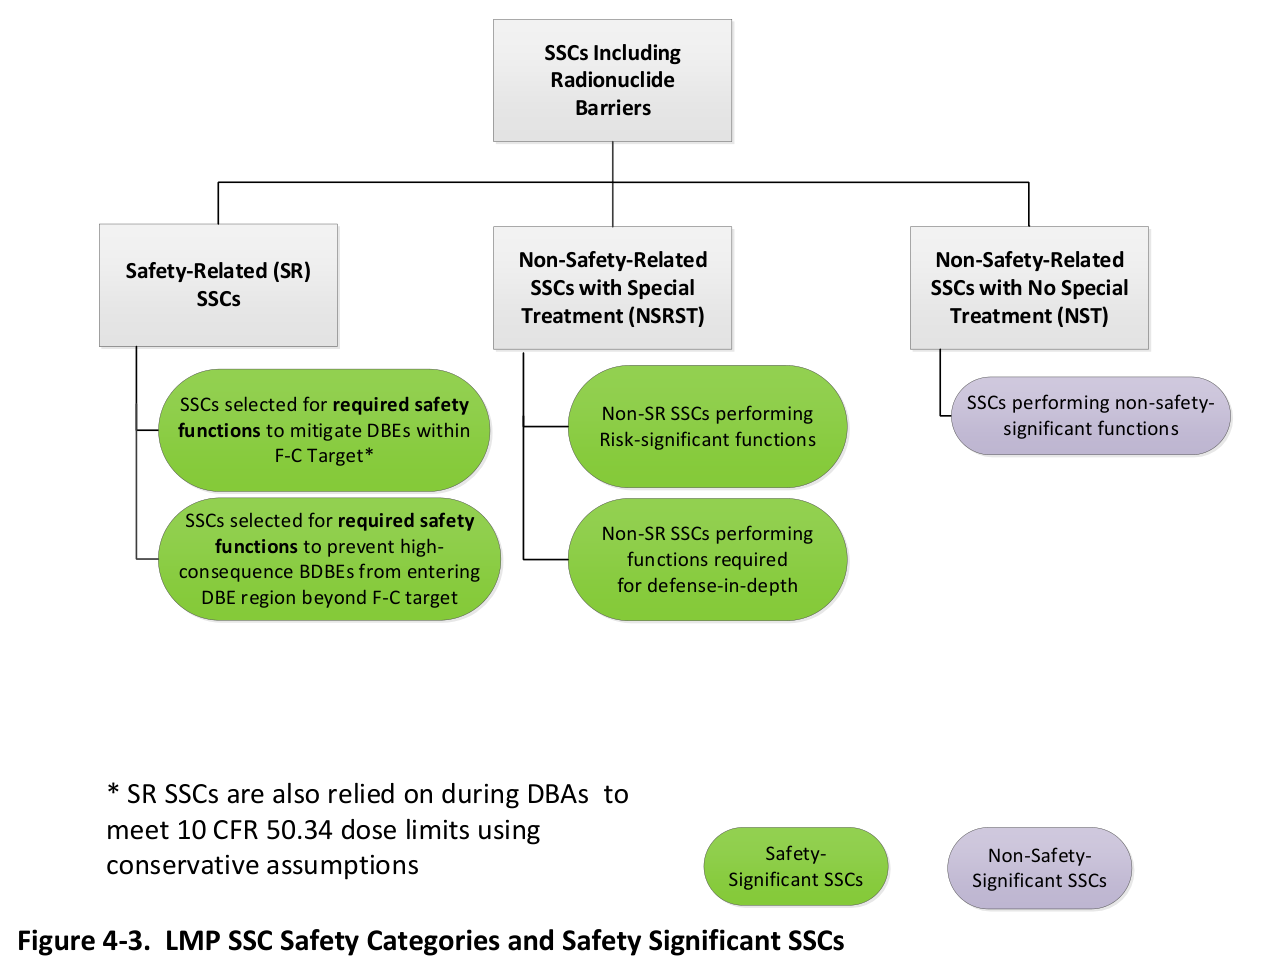 SSCs Including
Radionuclide
Barriers
Safety-Related (SR)
SSCs
Non-Safety-Related
SSCs with Special
Treatment (NSRST)
Non-Safety-Related
SSCs with No Special
Treatment (NST)
SSCs selected for required safety
functions to mitigate DBEs within
F-C Target*
SSCs selected for required safety
functions to prevent high-
consequence BDBEs from entering
DBE region beyond F-C target
Non-SR SSCs performing
Risk-significant functions
Non-SR SSCs performing
functions required
for defense-in-depth
SSCs performing non-safety-
significant functions
* SR SSCs are also relied on during DBAs  to
meet 10 CFR 50.34 dose limits using
conservative assumptions
Safety-
Significant SSCs
Non-Safety-
Significant SSCs
Figure 4-3.  LMP SSC Safety Categories and Safety Significant SSCs